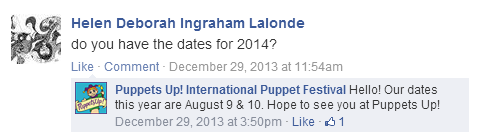 Helen Deborah Ingraham Lalonde
do you have the dates for 2014?
Like · Comment · December 29, 2013 at 11:54am
Puppets Up! International Puppet Festival Hello! Our dates
this year are August 9 & 10. Hope to see you at Puppets Up!
December 29, 2013 at 3:50pm · Like · 1
PuppetsUp!